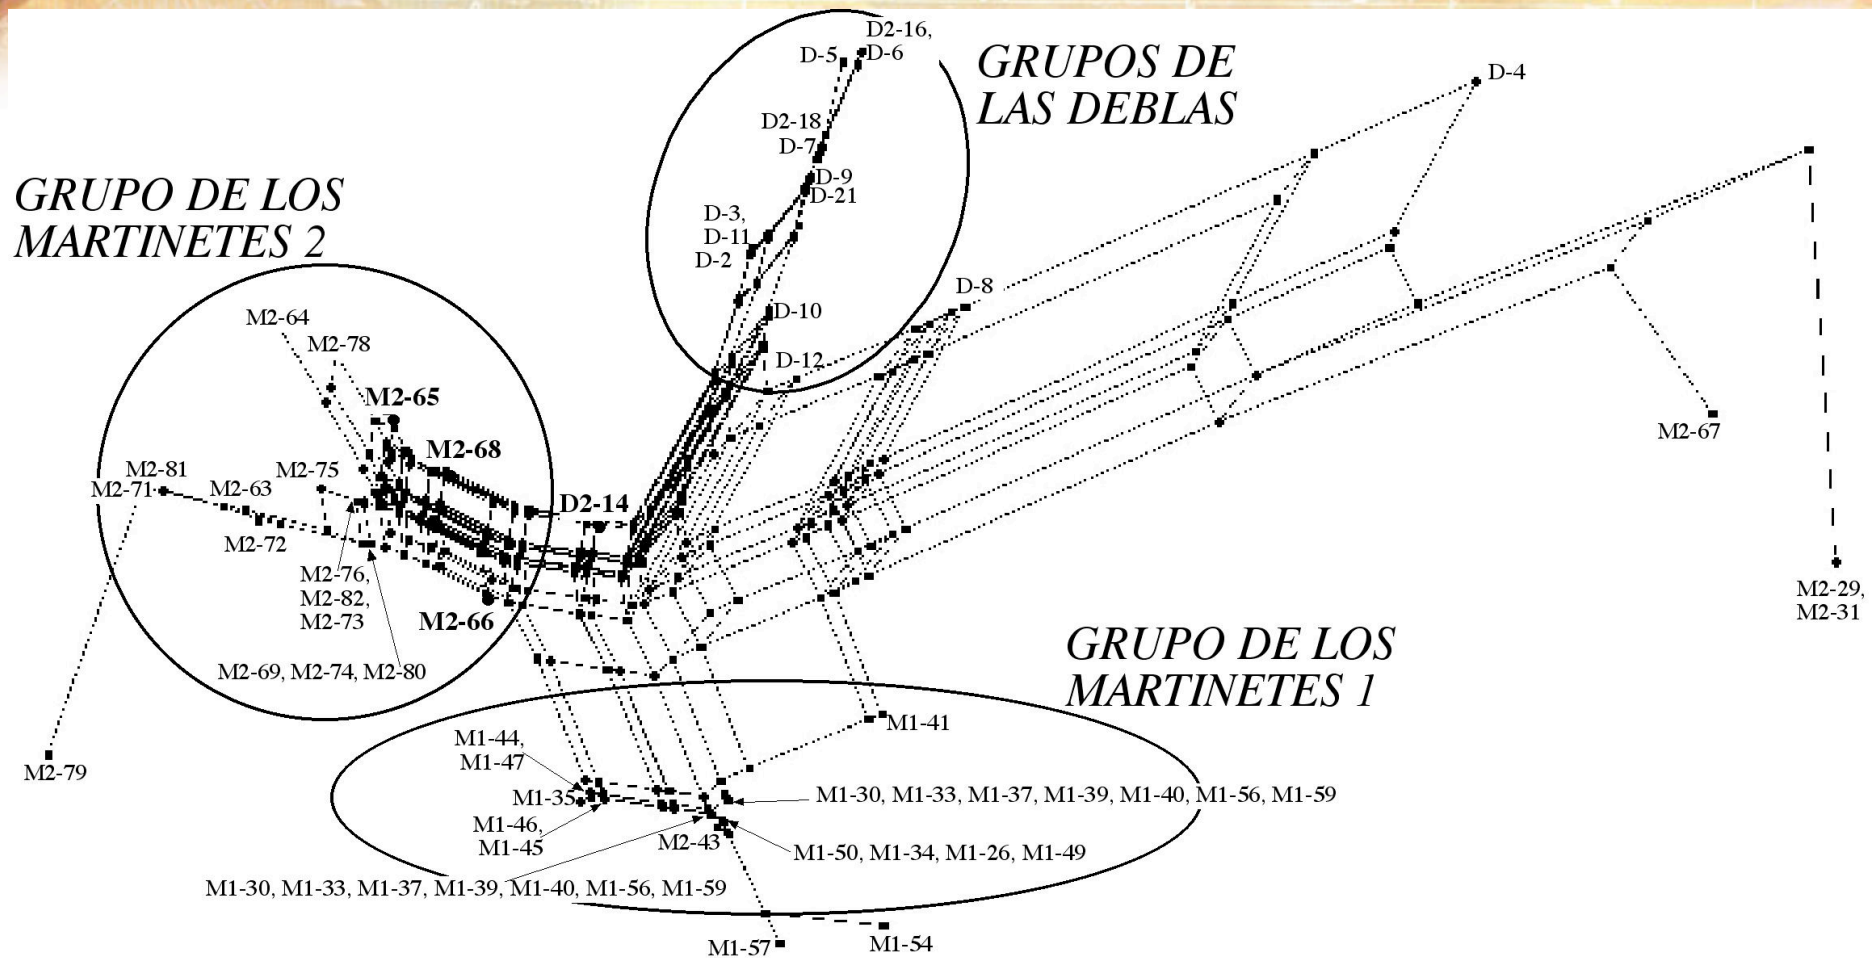 D2-16,
D-5
D-6
GRUPOS DE
LAS DEBLAS
D-4
D2-18
D-7
D-9
D-21
GRUPO DE LOS
MARTINETES 2
D-3,
D-11
D-2
D-8
D-10
D-12
M2-64
M2-78
M2-65
M2-68
M2-67
M2-81
M2-71
M2-63
M2-75
D2-14
M2-72
M2-76,
M2-82,
M2-73
M2-66
M2-29,
M2-31
M2-69, M2-74, M2-80
GRUPO DE LOS
MARTINETES 1
M2-79
M1-41
M1-44,
M1-47
M1-35
M1-30, M1-33, M1-37, M1-39, M1-40, M1-56, M1-59
M1-46,
M1-45
M2-43
M1-50, M1-34, M1-26, M1-49
M1-30, M1-33, M1-37, M1-39, M1-40, M1-56, M1-59
M1-57
M1-54